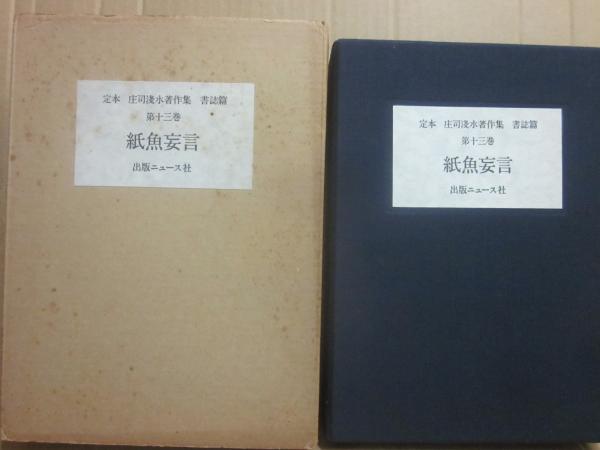 定本 庄司淺水著作集 書誌篇
第十三巻
紙魚妄言
出版ニュース社
定本 庄司淺水著作集 書誌篇
第十三巻
紙魚妄言
出版ニュース社